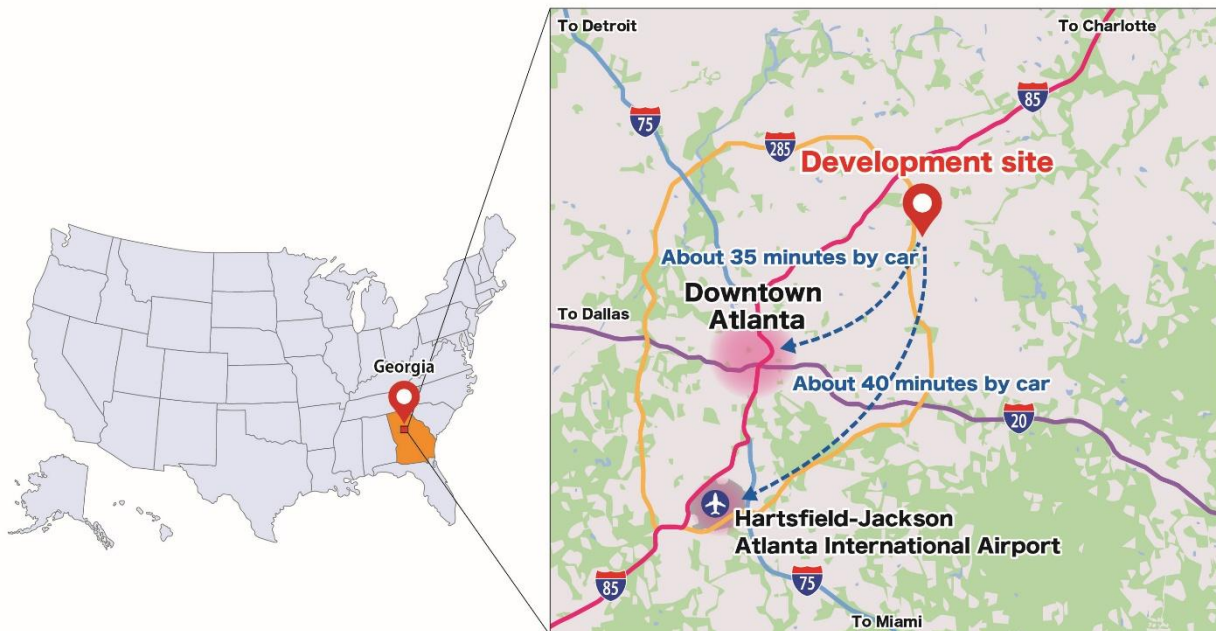 Georgia
To Detroit
To Charlotte
85
75
285
Development site
About 35 minutes by car
Downtown
Atlanta
To Dallas
About 40 minutes by car
20
Hartsfield-Jackson
Atlanta International Airport
85
75
To Miami